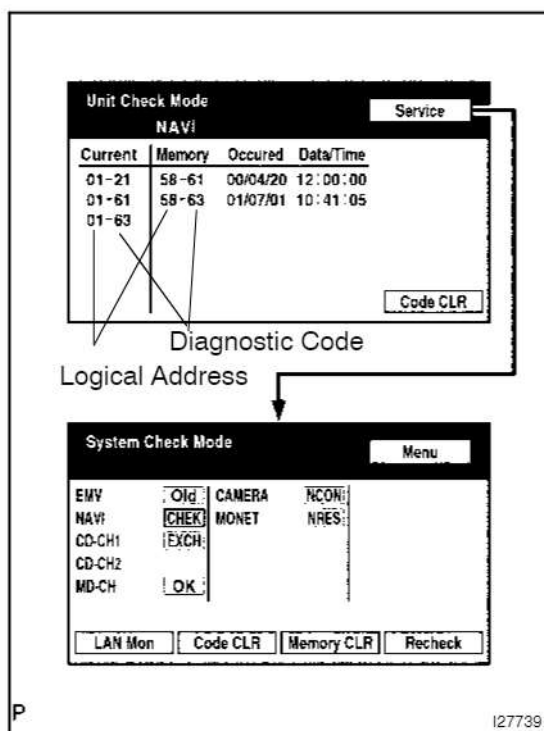 Unit Check Mode
Service
NAVI
Current Memory Occured Data/Time
01-21 58-61 00/04/20 12:00:00
01-61 58-63 01/07/01 10:41:05
01-63
Code CLR
Diagnostic Code
Logical Address
System Check Mode
Menu
EMV Old CAMERA NCON
NAVI CHEK MONET NRES
CD-CH1 EXCH
CD-CH2
MD-CH OK
LAN Mon Code CLR Memory CLR Recheck
P
I27739